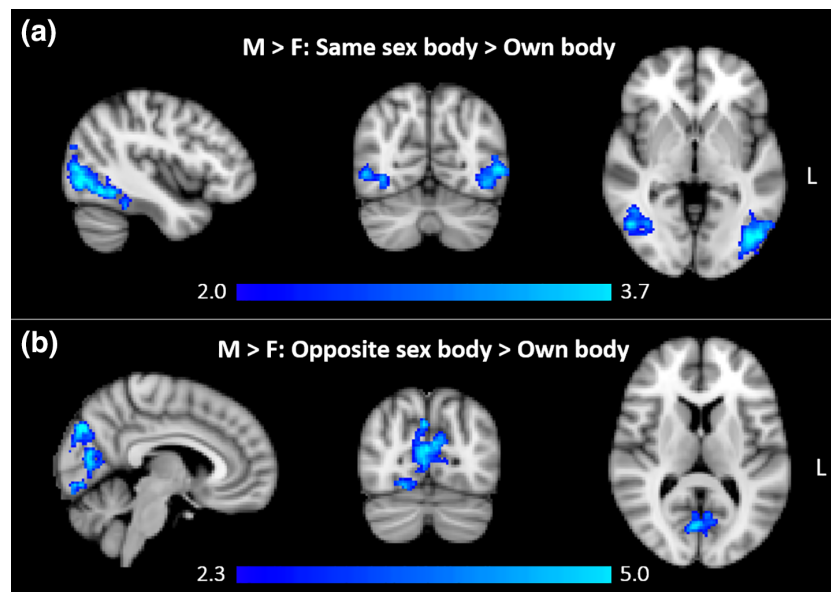 (a)
M > F: Same sex body > Own body
L
2.0 3.7
(b)
M > F: Opposite sex body > Own body
L
2.3 5.0